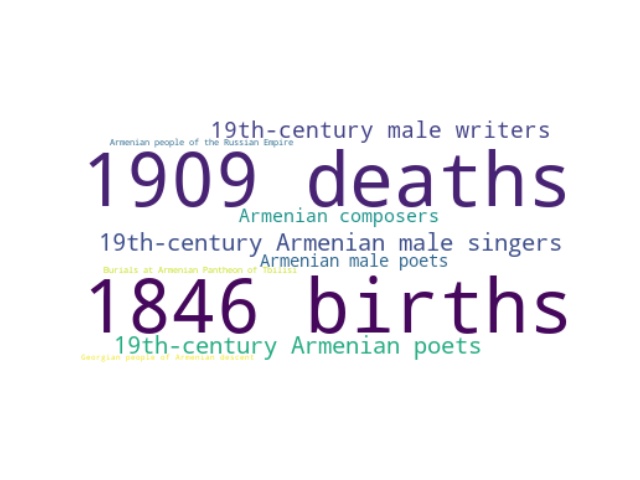 19th-century male writers
Armenian people of the Russian Empire
1909 deaths
Armenian composers
19th-century Armenian male singers
Armenian male poets
Burials at Armenian Pantheon of Tbilisi
1846 births
19th-century Armenian poets
Georgian people of Armenian descent